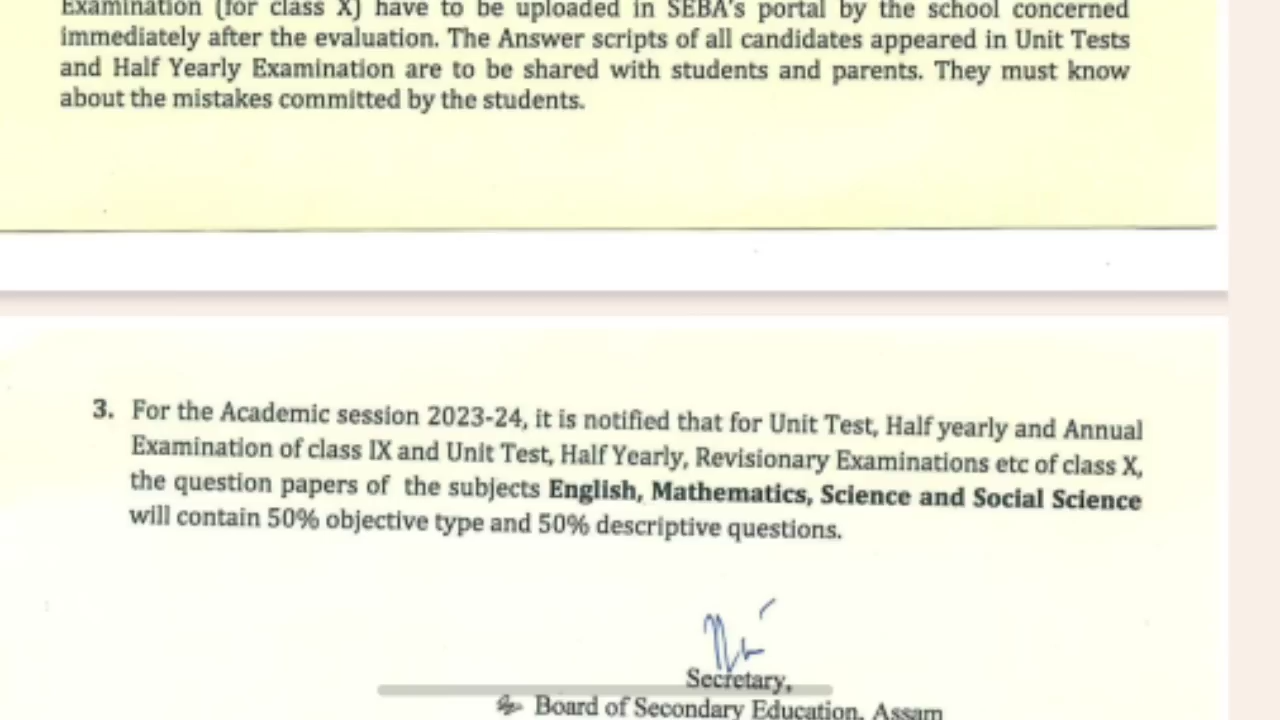 Examination (for class X) have to be uploaded in SEBA's portal by the school concerned
immediately after the evaluation. The Answer scripts of all candidates appeared in Unit Tests
and Half Yearly Examination are to be shared with students and parents. They must know
about the mistakes committed by the students.
3. For the Academic session 2023-24, it is notified that for Unit Test, Half yearly and Annual
Examination of class IX and Unit Test, Half Yearly, Revisionary Examinations etc of class X,
the question papers of the subjects English, Mathematics, Science and Social Science
will contain 50% objective type and 50% descriptive questions.
Secretary,
Board of Secondary Education, Assam